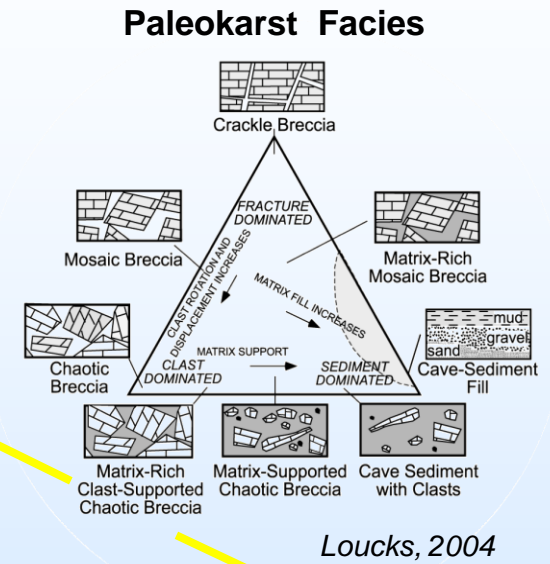 Paleokarst Facies
Crackle Breccia
FRACTURE
DOMINATED
Mosaic Breccia
CLAST ROTATION AND
DISPLACEMENT INCREASES
MATRIX FILL INCREASES
Matrix-Rich
Mosaic Breccia
Chaotic
Breccia
CLAST
DOMINATED
MATRIX SUPPORT
SEDIMENT
DOMINATED
mud
gravel
sand
Cave-Sediment
Fill
Matrix-Rich
Clast-Supported
Chaotic Breccia
Matrix-Supported
Chaotic Breccia
Cave Sediment
with Clasts
Loucks, 2004